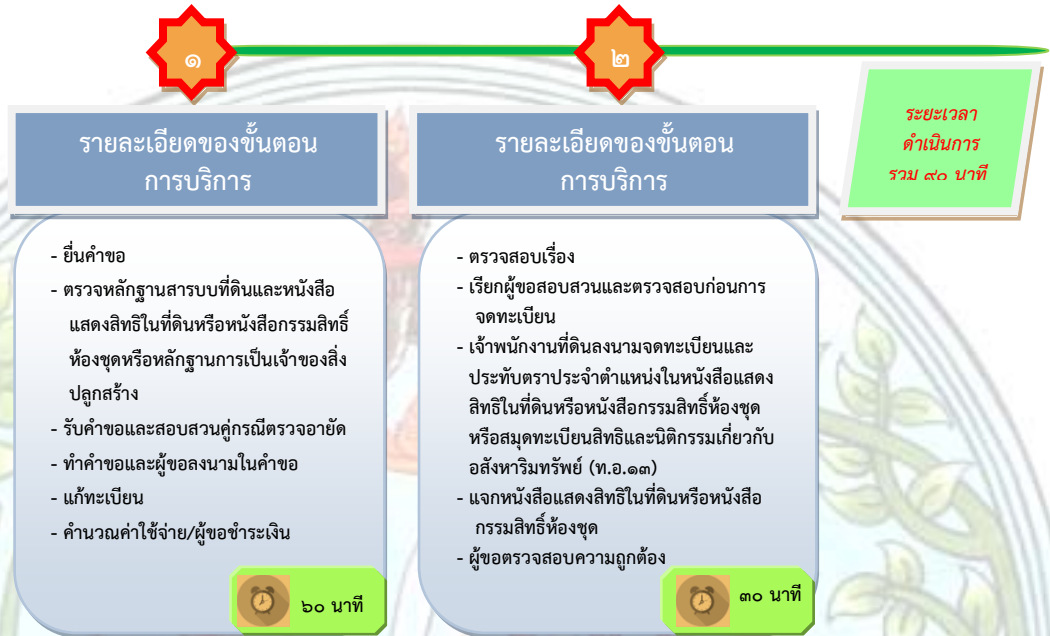 ๑
รายละเอียดของขั้นตอน
การบริการ
- ยื่นคำขอ
- ตรวจหลักฐานสารบบที่ดินและหนังสือ
แสดงสิทธิในที่ดินหรือหนังสือกรรมสิทธิ์
ห้องชุดหรือหลักฐานการเป็นเจ้าของสิ่ง
ปลูกสร้าง
- รับคำขอและสอบสวนคู่กรณีตรวจอายัด
- ทำคำขอและผู้ขอลงนามในคำขอ
- แก้ทะเบียน
- คำนวณค่าใช้จ่าย/ผู้ขอชำระเงิน
๖๐ นาที
๒
รายละเอียดของขั้นตอน
การบริการ
- ตรวจสอบเรื่อง
- เรียกผู้ขอสอบสวนและตรวจสอบก่อนการ
จดทะเบียน
- เจ้าพนักงานที่ดินลงนามจดทะเบียนและ
ประทับตราประจำตำแหน่งในหนังสือแสดง
สิทธิในที่ดินหรือหนังสือกรรมสิทธิ์ห้องชุด
หรือสมุดทะเบียนสิทธิและนิติกรรมเกี่ยวกับ
อสังหาริมทรัพย์ (ท.อ.๑๓)
- แจกหนังสือแสดงสิทธิในที่ดินหรือหนังสือ
กรรมสิทธิ์ห้องชุด
- ผู้ขอตรวจสอบความถูกต้อง
๓๐ นาที
ระยะเวลา
ดำเนินการ
รวม ๙๐ นาที